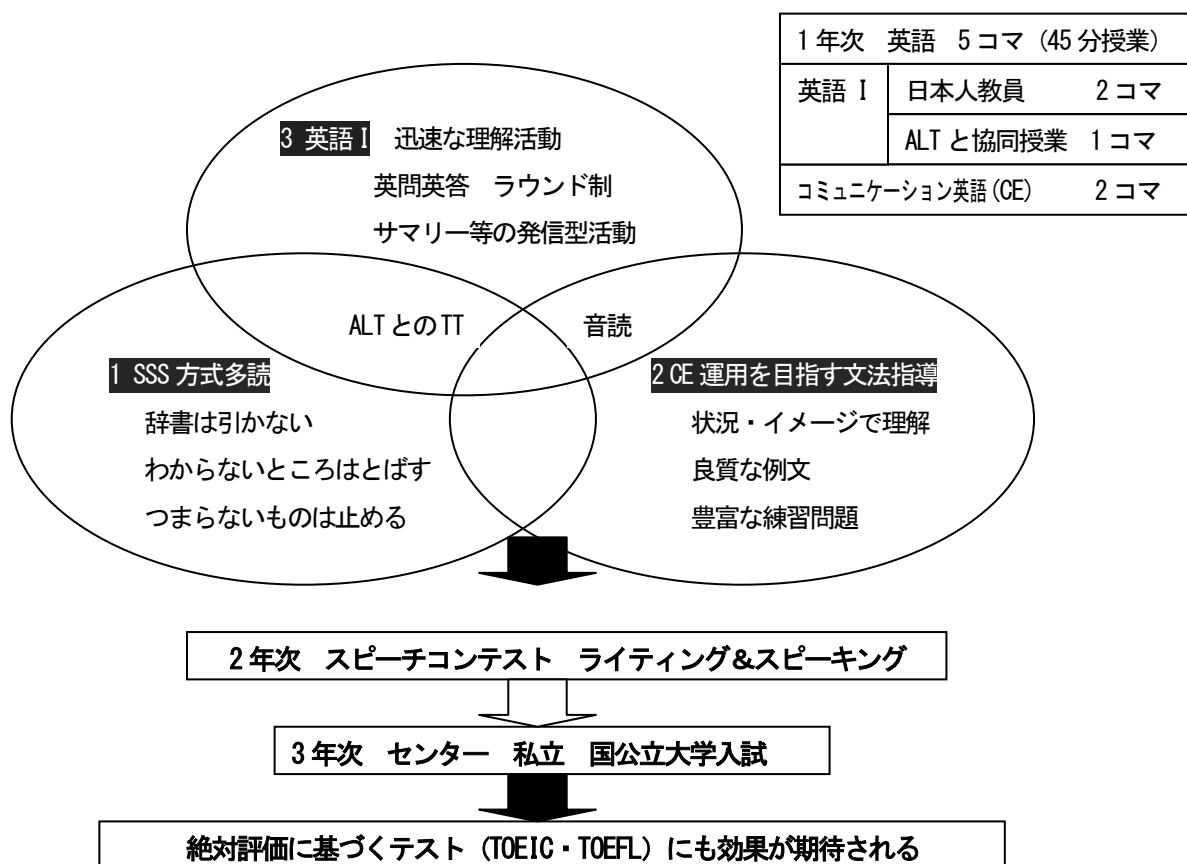 1年次 英語 5コマ (45分授業)
英語 I 日本人教員 2コマ
ALTと協同授業 1コマ
コミュニケーション英語(CE) 2コマ
3 英語I 迅速な理解活動
英問英答 ラウンド制
サマリー等の発信型活動
ALTとのTT 音読
1 SSS方式多読
辞書は引かない
わからないところはとばす
つまらないものは止める
2 CE運用を目指す文法指導
状況・イメージで理解
良質な例文
豊富な練習問題
2年次 スピーチコンテスト ライティング&スピーキング
3年次 センター 私立 国公立大学入試
絶対評価に基づくテスト (TOEIC・TOEFL) にも効果が期待される